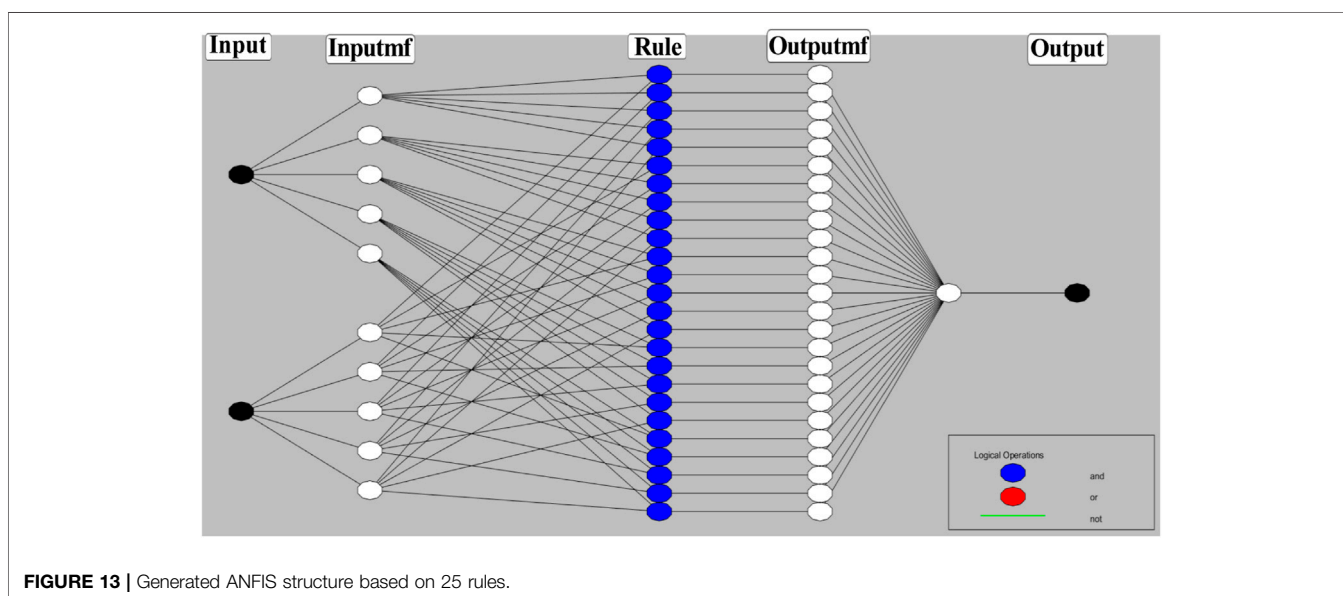 Input Inputmf Rule Outputmf Output
Logical Operations
and
or
not
FIGURE 13 | Generated ANFIS structure based on 25 rules.